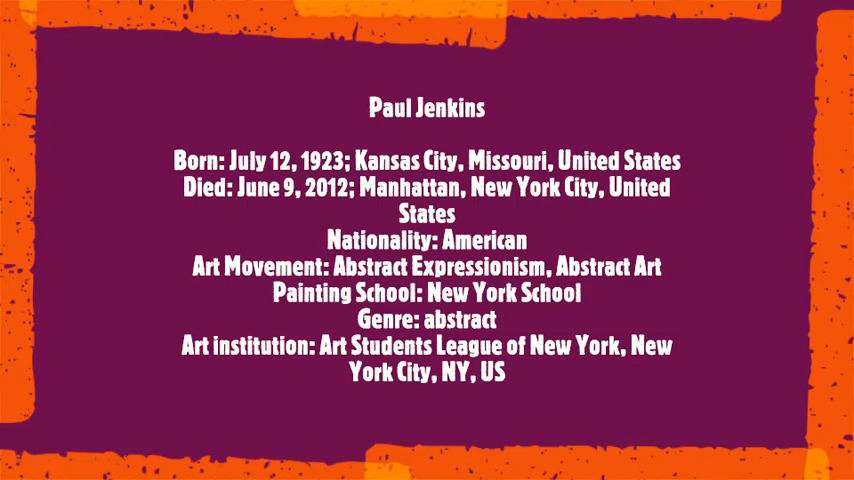 Paul Jenkins
Born: July 12, 1923; Kansas City, Missouri, United States
Died: June 9, 2012; Manhattan, New York City, United
States
Nationality: American
Art Movement: Abstract Expressionism, Abstract Art
Painting School: New York School
Genre: abstract
Art institution: Art Students League of New York, New
York City, NY, US